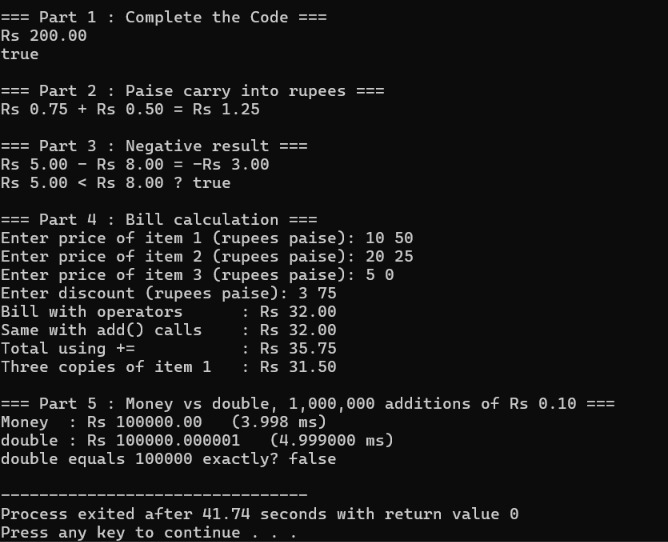 === Part 1 : Complete the Code ===
Rs 200.00
true
=== Part 2 : Paise carry into rupees ===
Rs 0.75 + Rs 0.50 = Rs 1.25
=== Part 3 : Negative result ===
Rs 5.00 - Rs 8.00 = -Rs 3.00
Rs 5.00 < Rs 8.00 ? true
=== Part 4 : Bill calculation ===
Enter price of item 1 (rupees paise): 10 50
Enter price of item 2 (rupees paise): 20 25
Enter price of item 3 (rupees paise): 5 0
Enter discount (rupees paise): 3 75
Bill with operators      : Rs 32.00
Same with add() calls    : Rs 32.00
Total using +=           : Rs 35.75
Three copies of item 1   : Rs 31.50
=== Part 5 : Money vs double, 1,000,000 additions of Rs 0.10 ===
Money  : Rs 100000.00   (3.998 ms)
double : Rs 100000.000001   (4.999000 ms)
double equals 100000 exactly? false
--------------------------------
Process exited after 41.74 seconds with return value 0
Press any key to continue . . .